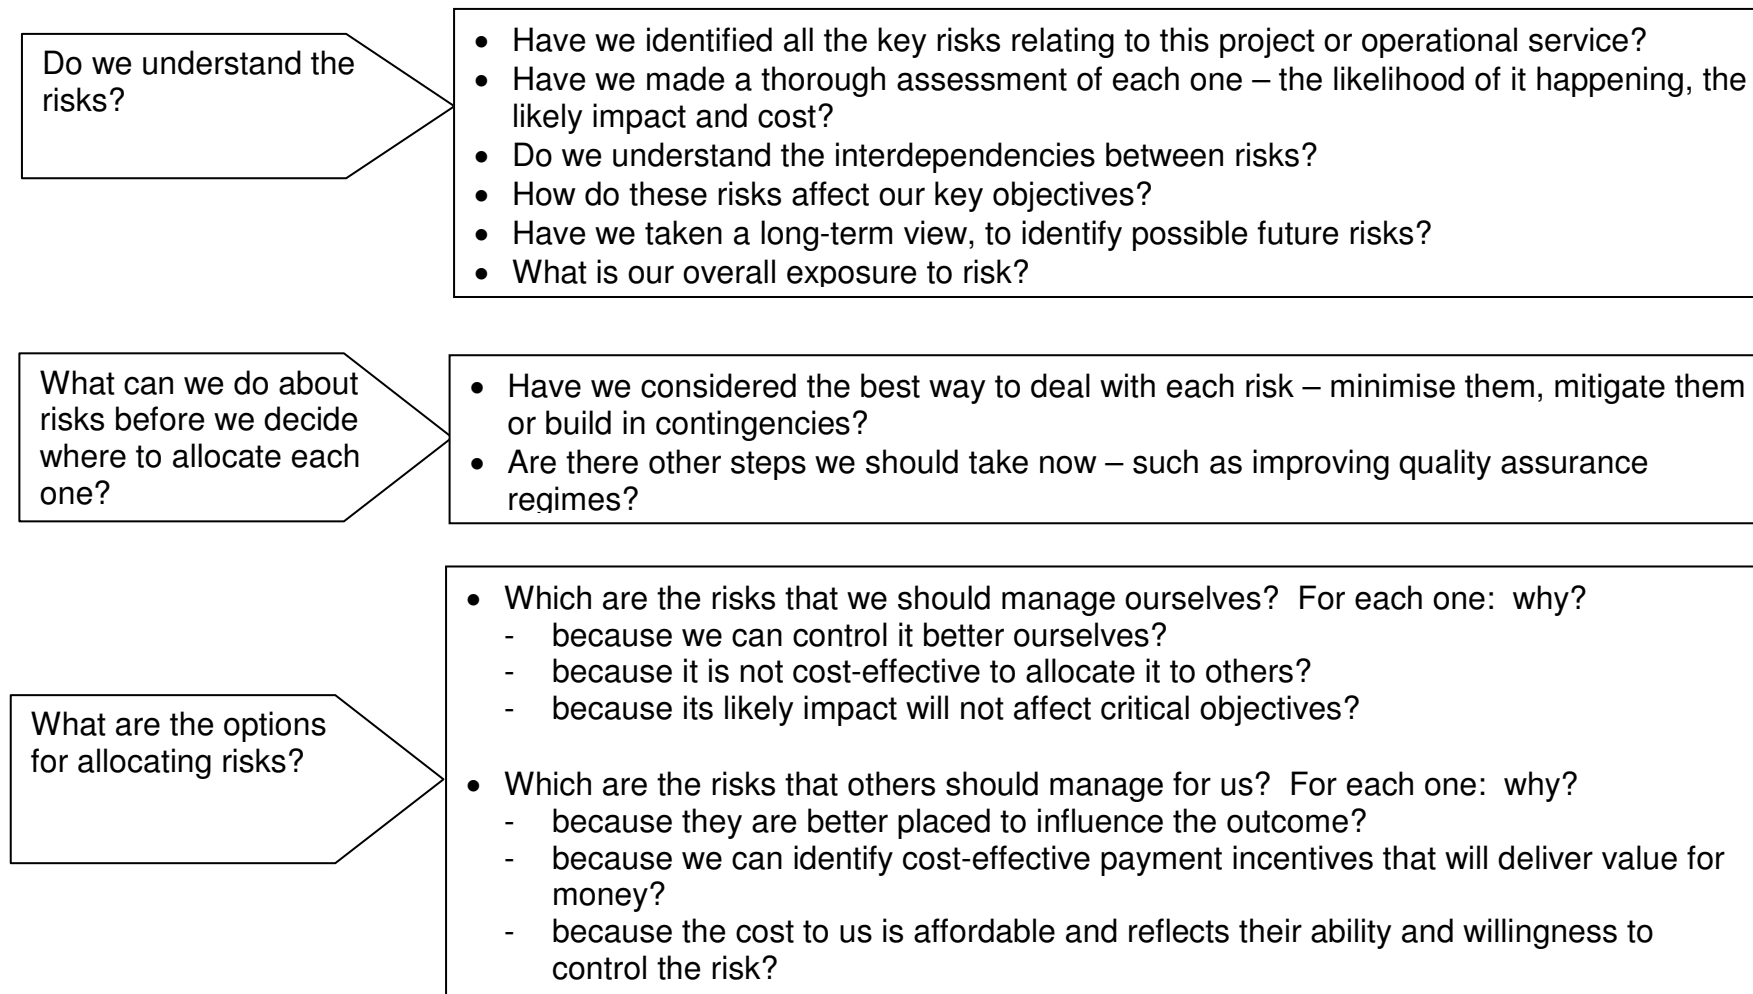 Do we understand the
risks?
• Have we identified all the key risks relating to this project or operational service?
• Have we made a thorough assessment of each one – the likelihood of it happening, the
likely impact and cost?
• Do we understand the interdependencies between risks?
• How do these risks affect our key objectives?
• Have we taken a long-term view, to identify possible future risks?
• What is our overall exposure to risk?
What can we do about
risks before we decide
where to allocate each
one?
• Have we considered the best way to deal with each risk – minimise them, mitigate them
or build in contingencies?
• Are there other steps we should take now – such as improving quality assurance
regimes?
What are the options
for allocating risks?
• Which are the risks that we should manage ourselves?  For each one:  why?
- because we can control it better ourselves?
- because it is not cost-effective to allocate it to others?
- because its likely impact will not affect critical objectives?
• Which are the risks that others should manage for us?  For each one:  why?
- because they are better placed to influence the outcome?
- because we can identify cost-effective payment incentives that will deliver value for
money?
- because the cost to us is affordable and reflects their ability and willingness to
control the risk?